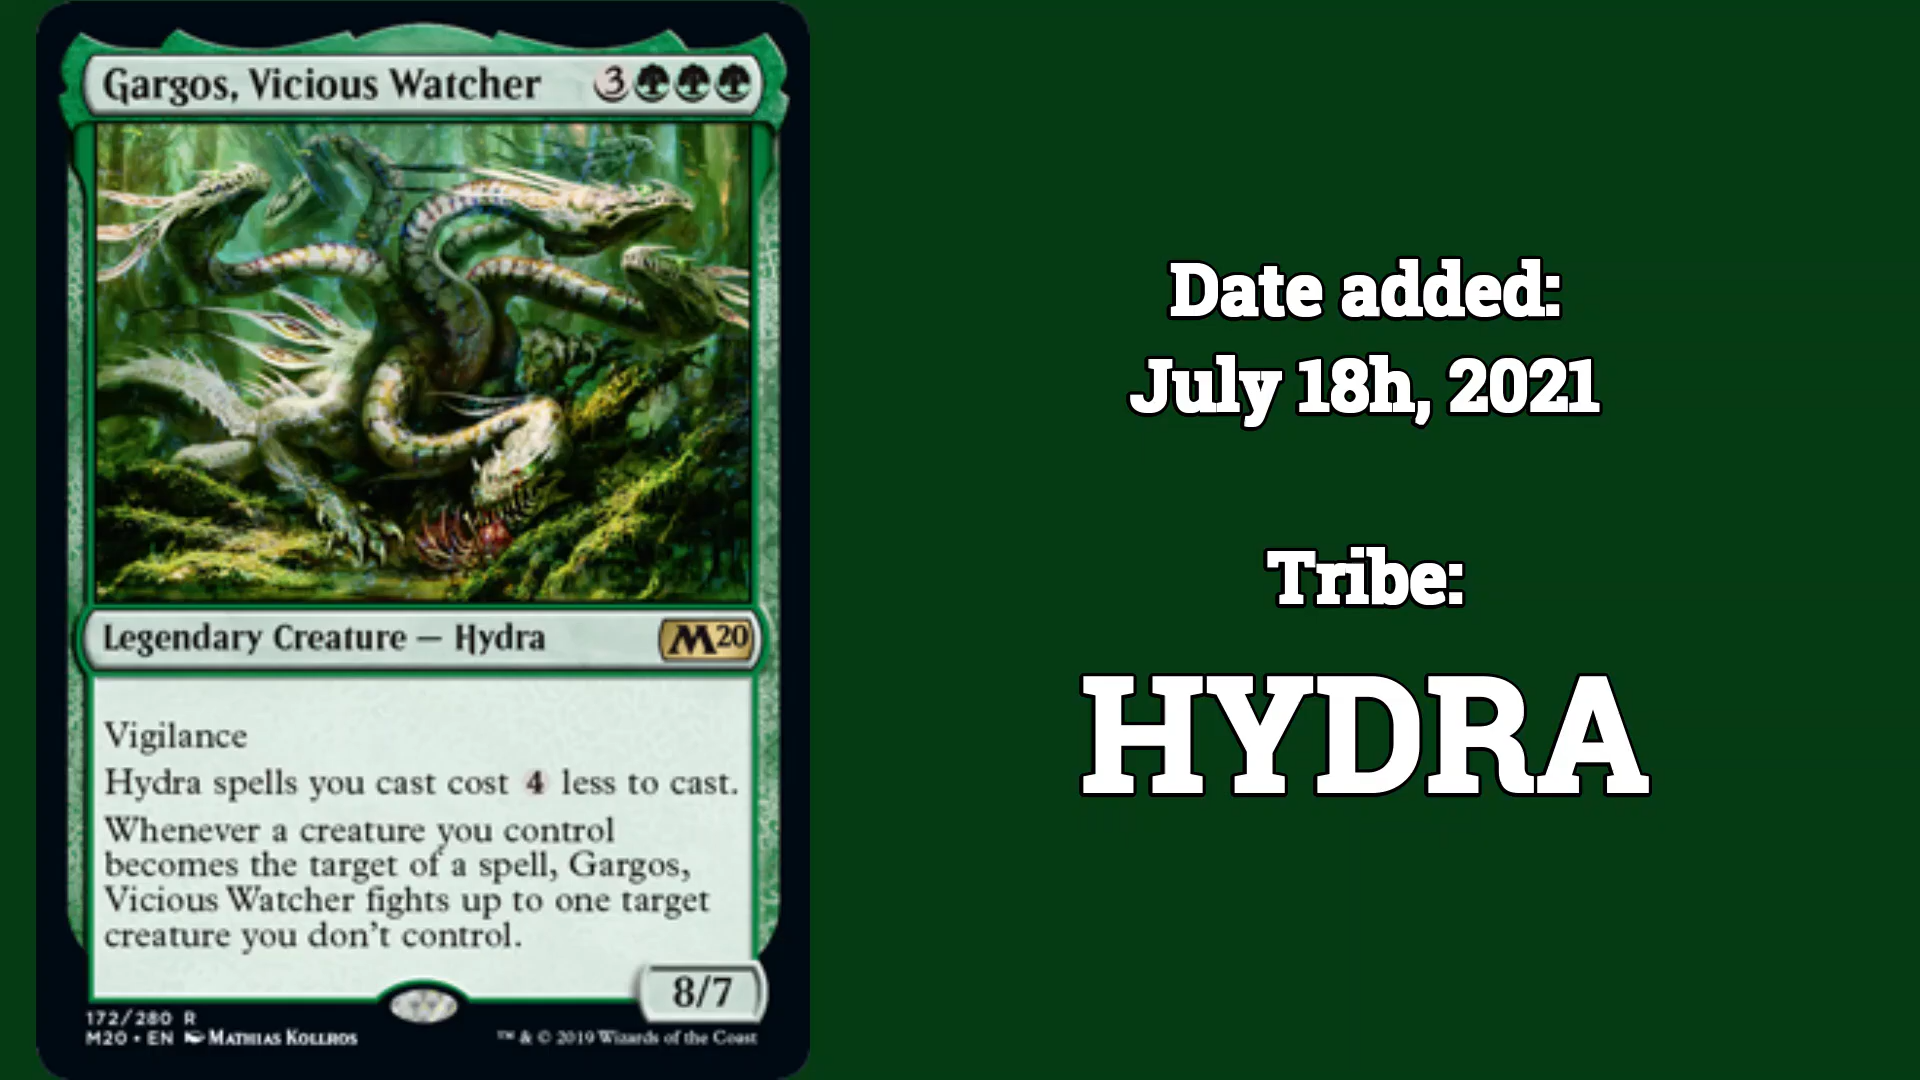 Gargos, Vicious Watcher 3
Legendary Creature — Hydra M20
Vigilance
Hydra spells you cast cost 4 less to cast.
Whenever a creature you control
becomes the target of a spell, Gargos,
Vicious Watcher fights up to one target
creature you don't control.
8/7
172/280 R
M20 • EN MATHIAS KOLLROS
™ & © 2019 Wizards of the Coast
Date added:
July 18h, 2021
Tribe:
HYDRA